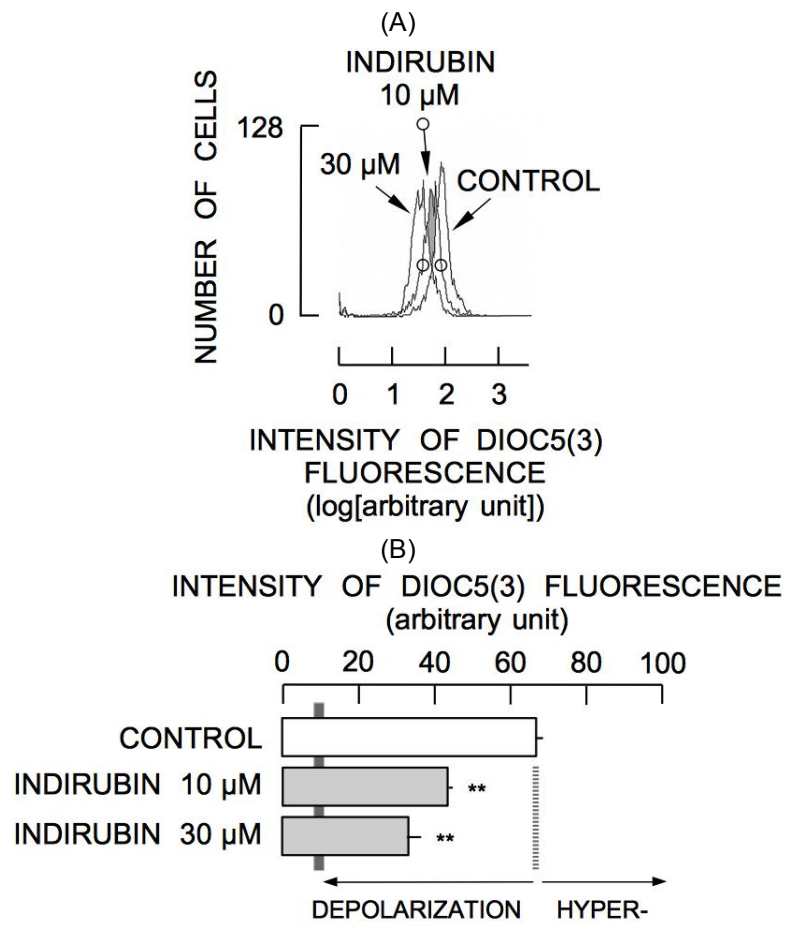 (A)
INDIRUBIN
10 µM
128
30 µM
CONTROL
0
NUMBER OF CELLS
0 1 2 3
INTENSITY OF DIOC5(3)
FLUORESCENCE
(log[arbitrary unit])
(B)
INTENSITY OF DIOC5(3) FLUORESCENCE
(arbitrary unit)
0 20 40 60 80 100
CONTROL
INDIRUBIN 10 µM **
INDIRUBIN 30 µM **
DEPOLARIZATION HYPER-